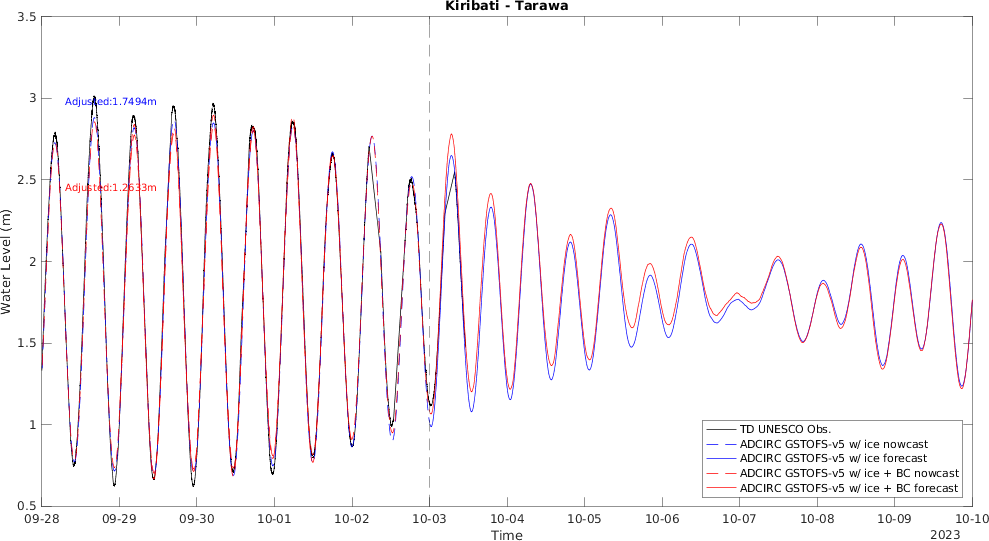 Kiribati - Tarawa
3.5
3
2.5
2
1.5
1
0.5
Water Level (m)
Adjusted:1.7494m
Adjusted:1.2633m
TD UNESCO Obs.
ADCIRC GSTOFS-v5 w/ ice nowcast
ADCIRC GSTOFS-v5 w/ ice forecast
ADCIRC GSTOFS-v5 w/ ice + BC nowcast
ADCIRC GSTOFS-v5 w/ ice + BC forecast
09-28 09-29 09-30 10-01 10-02 10-03 10-04 10-05 10-06 10-07 10-08 10-09 10-10
Time
2023